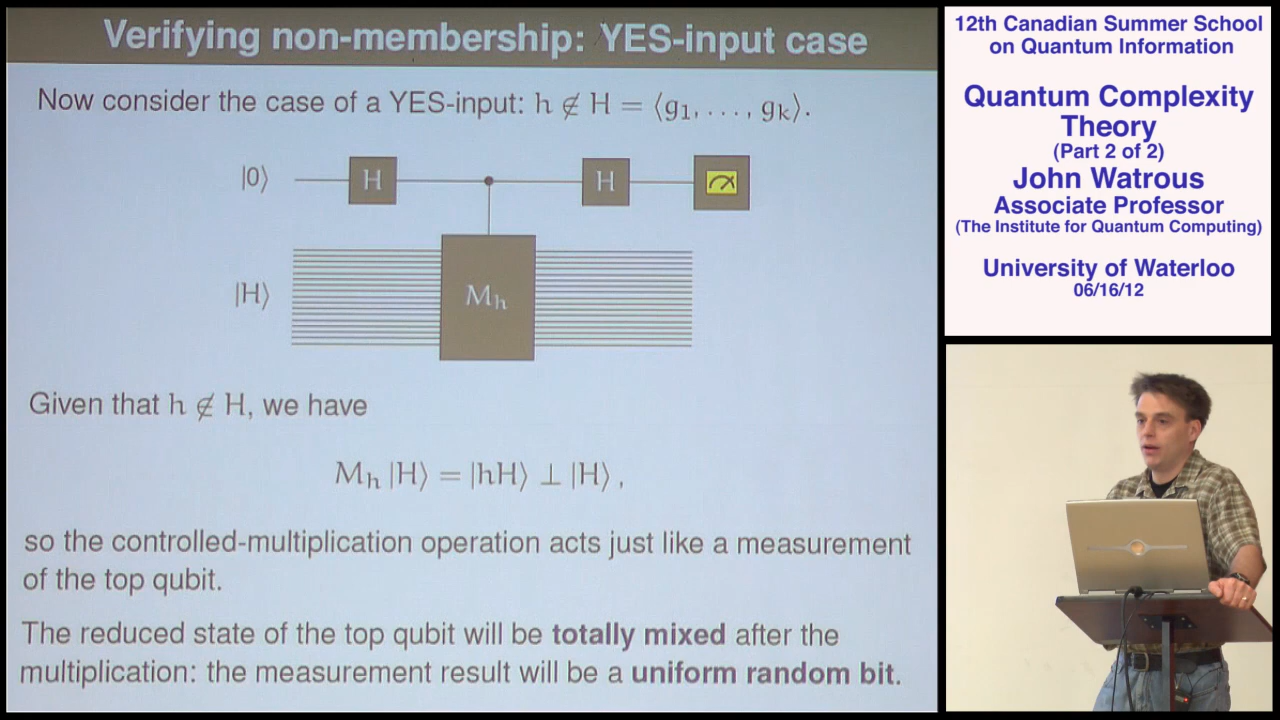 Verifying non-membership: YES-input case
Now consider the case of a YES-input: h ∉ H = ⟨g₁, . . . , gₖ⟩.
|0⟩ H H
|H⟩ Mₕ
Given that h ∉ H, we have
Mₕ |H⟩ = |hH⟩ ⊥ |H⟩ ,
so the controlled-multiplication operation acts just like a measurement
of the top qubit.
The reduced state of the top qubit will be totally mixed after the
multiplication: the measurement result will be a uniform random bit.
12th Canadian Summer School
on Quantum Information
Quantum Complexity
Theory
(Part 2 of 2)
John Watrous
Associate Professor
(The Institute for Quantum Computing)
University of Waterloo
06/16/12